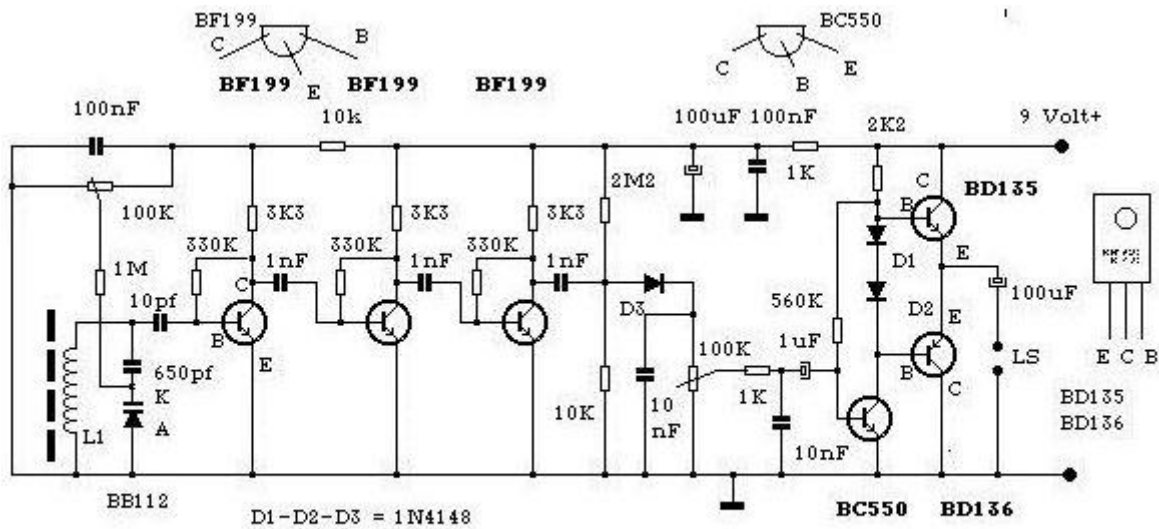 BF199
C
B
E
BC550
C
B
E
BF199
BF199
BF199
100nF
10k
100uF
100nF
2K2
9 Volt+
1K
2M2
100K
3K3
3K3
3K3
C
BD135
B
E
330K
330K
330K
1M
1nF
1nF
1nF
D1
10pf
C
D3
560K
D2
100uF
B
E
650pf
K
A
L1
100K
1uF
E
B
C
LS
E C B
10K
10
nF
1K
10nF
BD135
BD136
BB112
D1-D2-D3 = 1N4148
BC550
BD136